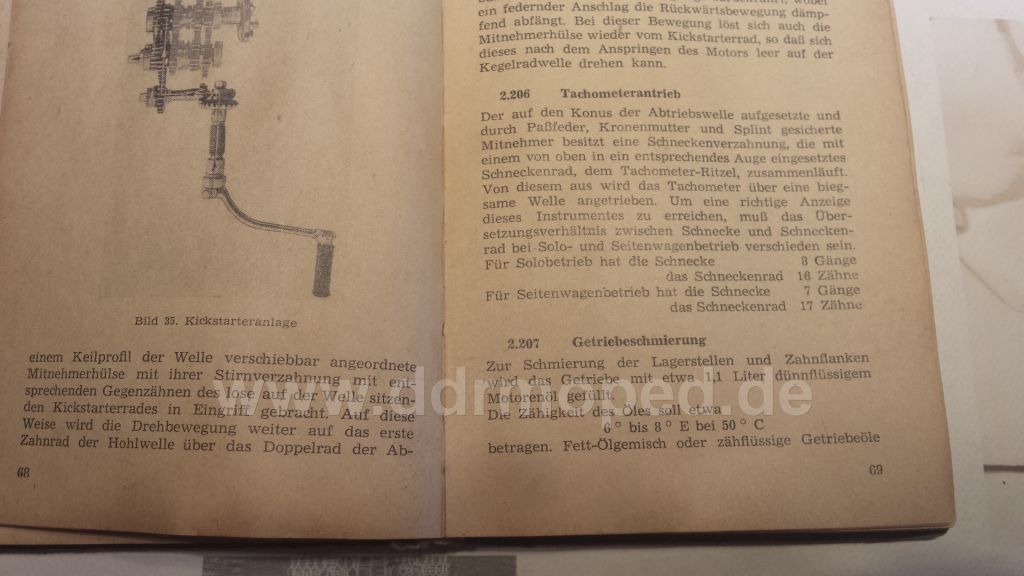 Bild 35. Kickstarteranlage
einem Keilprofil der Welle verschiebbar angeordnete
Mitnehmerhülse mit ihrer Stirnverzahnung mit ent-
sprechenden Gegenzähnen des lose auf der Welle sitzen-
den Kickstarterrades in Eingriff gebracht. Auf diese
Weise wird die Drehbewegung weiter auf das erste
Zahnrad der Hohlwelle über das Doppelrad der Ab-
68
ein federnder Anschlag die Rückwärtsbewegung dämp-
fend abfängt. Bei dieser Bewegung löst sich auch die
Mitnehmerhülse wieder vom Kickstarterrad, so daß sich
dieses nach dem Anspringen des Motors leer auf der
Kegelradwelle drehen kann.
2.206 Tachometerantrieb
Der auf den Konus der Abtriebswelle aufgesetzte und
durch Paßfeder, Kronenmutter und Splint gesicherte
Mitnehmer besitzt eine Schneckenverzahnung, die mit
einem von oben in ein entsprechendes Auge eingesetztes
Schneckenrad, dem Tachometer-Ritzel, zusammenläuft.
Von diesem aus wird das Tachometer über eine bieg-
same Welle angetrieben. Um eine richtige Anzeige
dieses Instrumentes zu erreichen, muß das Über-
setzungsverhältnis zwischen Schnecke und Schnecken-
rad bei Solo- und Seitenwagenbetrieb verschieden sein.
Für Solobetrieb hat die Schnecke 8 Gänge
das Schneckenrad 16 Zähne
Für Seitenwagenbetrieb hat die Schnecke 7 Gänge
das Schneckenrad 17 Zähne
2.207 Getriebeschmierung
Zur Schmierung der Lagerstellen und Zahnflanken
wird das Getriebe mit etwa 1,1 Liter dünnflüssigem
Motorenöl gefüllt.
Die Zähigkeit des Öles soll etwa
6° bis 8° E bei 50° C
betragen. Fett-Ölgemisch oder zähflüssige Getriebeöle
69
www.ddrmoped.de